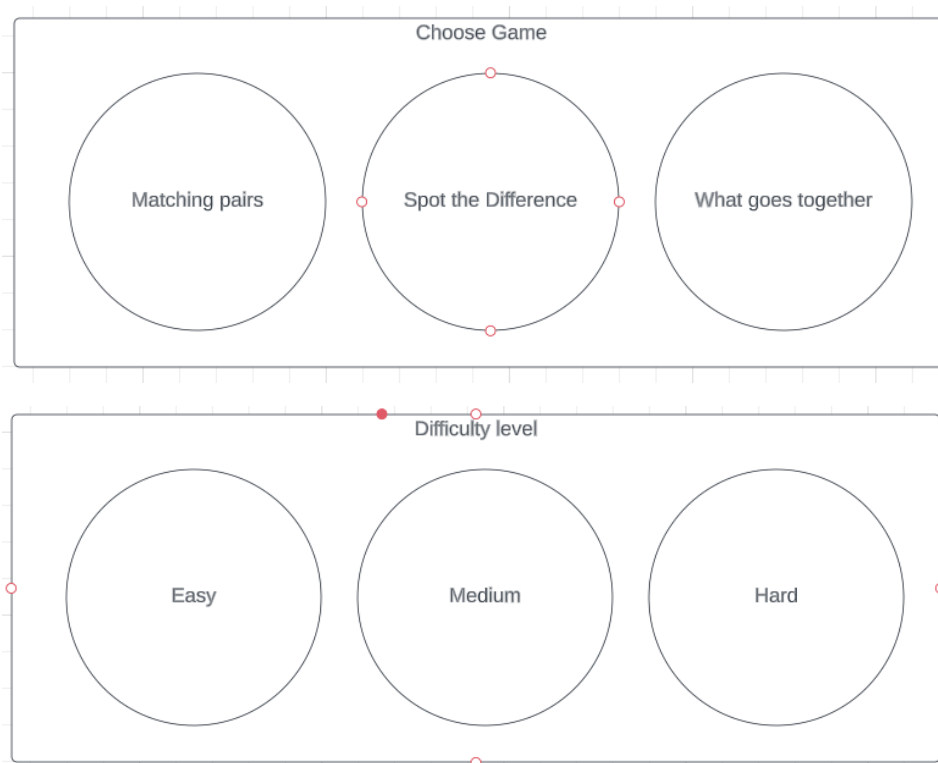 Choose Game
Matching pairs
Spot the Difference
What goes together
Difficulty level
Easy
Medium
Hard